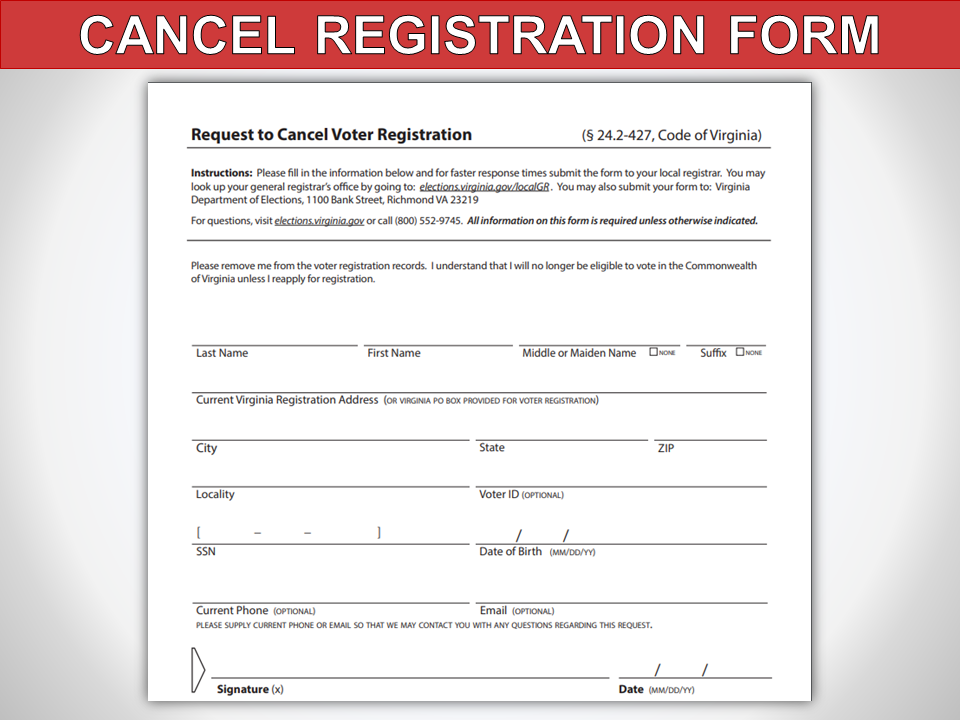 CANCEL REGISTRATION FORM
Request to Cancel Voter Registration (§ 24.2-427, Code of Virginia)
Instructions: Please fill in the information below and for faster response times submit the form to your local registrar. You may
look up your general registrar's office by going to: elections.virginia.gov/localGR. You may also submit your form to: Virginia
Department of Elections, 1100 Bank Street, Richmond VA 23219
For questions, visit elections.virginia.gov or call (800) 552-9745. All information on this form is required unless otherwise indicated.
Please remove me from the voter registration records. I understand that I will no longer be eligible to vote in the Commonwealth
of Virginia unless I reapply for registration.
Last Name First Name Middle or Maiden Name ☐ NONE Suffix ☐ NONE
Current Virginia Registration Address (OR VIRGINIA PO BOX PROVIDED FOR VOTER REGISTRATION)
City State ZIP
Locality Voter ID (OPTIONAL)
[ – – ] / /
SSN Date of Birth (MM/DD/YY)
Current Phone (OPTIONAL) Email (OPTIONAL)
PLEASE SUPPLY CURRENT PHONE OR EMAIL SO THAT WE MAY CONTACT YOU WITH ANY QUESTIONS REGARDING THIS REQUEST.
/ /
Signature (x) Date (MM/DD/YY)